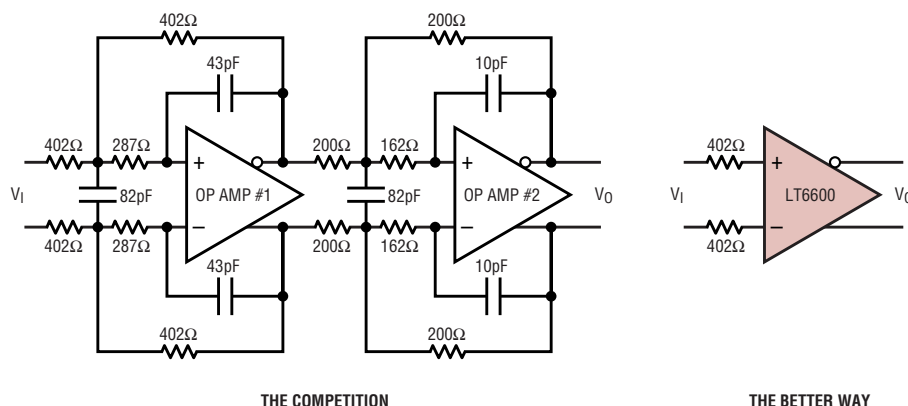 402Ω 200Ω
43pF 10pF
402Ω 287Ω 200Ω 162Ω 402Ω
+ + +
V_I 82pF OP AMP #1 82pF OP AMP #2 V_O V_I LT6600
– – –
402Ω 287Ω 200Ω 162Ω 402Ω
43pF 10pF
402Ω 200Ω
THE COMPETITION THE BETTER WAY